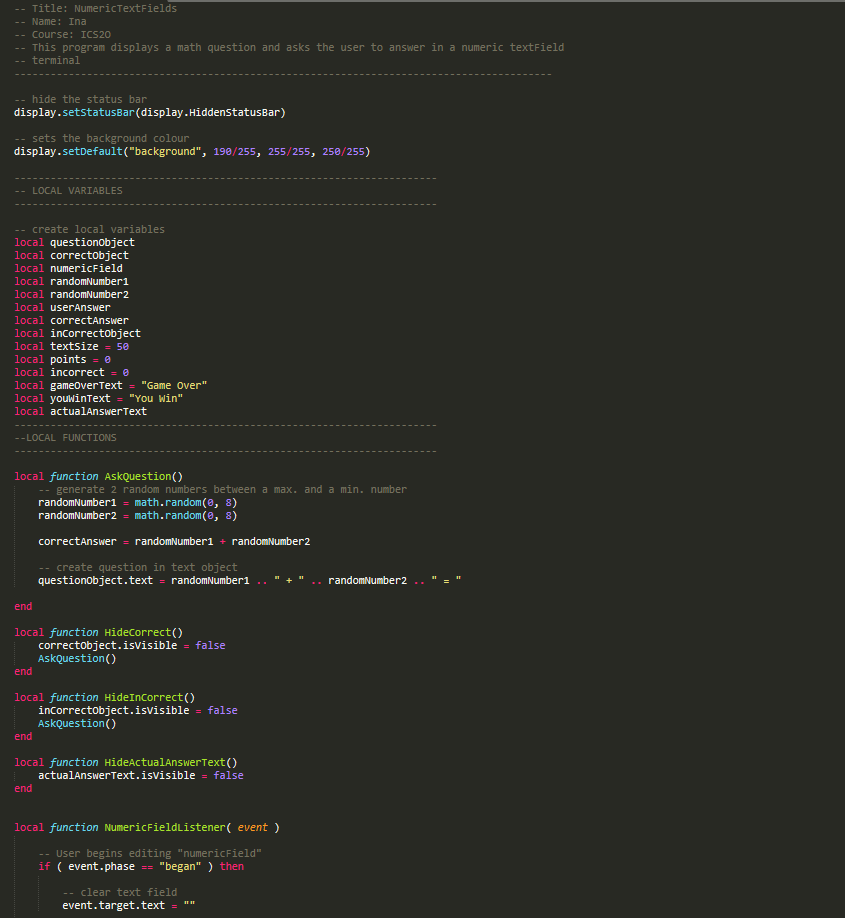 -- Title: NumericTextFields
-- Name: Ina
-- Course: ICS2O
-- This program displays a math question and asks the user to answer in a numeric textField
-- terminal
-----------------------------------------------------------------------------------------
-- hide the status bar
display.setStatusBar(display.HiddenStatusBar)
-- sets the background colour
display.setDefault("background", 190/255, 255/255, 250/255)
----------------------------------------------------------------------
-- LOCAL VARIABLES
----------------------------------------------------------------------
-- create local variables
local questionObject
local correctObject
local numericField
local randomNumber1
local randomNumber2
local userAnswer
local correctAnswer
local inCorrectObject
local textSize = 50
local points = 0
local incorrect = 0
local gameOverText = "Game Over"
local youWinText = "You Win"
local actualAnswerText
----------------------------------------------------------------------
--LOCAL FUNCTIONS
----------------------------------------------------------------------
local function AskQuestion()
    -- generate 2 random numbers between a max. and a min. number
    randomNumber1 = math.random(0, 8)
    randomNumber2 = math.random(0, 8)
    correctAnswer = randomNumber1 + randomNumber2
    -- create question in text object
    questionObject.text = randomNumber1 .. " + " .. randomNumber2 .. " = "
end
local function HideCorrect()
    correctObject.isVisible = false
    AskQuestion()
end
local function HideInCorrect()
    inCorrectObject.isVisible = false
    AskQuestion()
end
local function HideActualAnswerText()
    actualAnswerText.isVisible = false
end
local function NumericFieldListener( event )
    -- User begins editing "numericField"
    if ( event.phase == "began" ) then
        -- clear text field
        event.target.text = ""